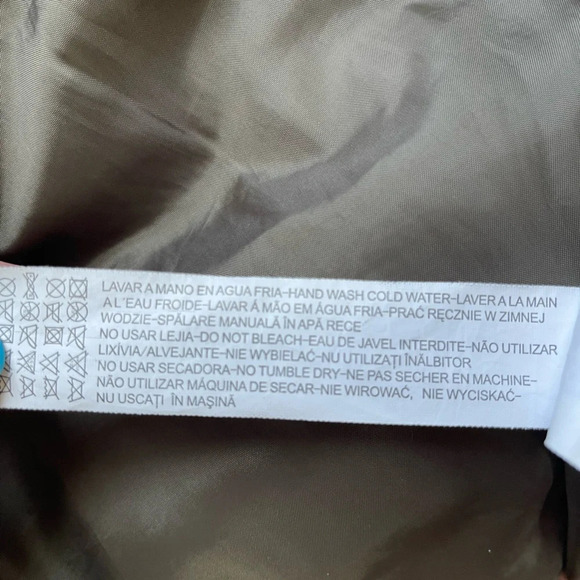 LAVAR A MANO EN AGUA FRIA-HAND WASH COLD WATER-LAVER A LA MAIN
A L'EAU FROIDE-LAVAR Á MÃO EM ÁGUA FRIA-PRAĆ RĘCZNIE W ZIMNEJ
WODZIE-SPĂLARE MANUALĂ ÎN APĂ RECE
NO USAR LEJIA-DO NOT BLEACH-EAU DE JAVEL INTERDITE-NÃO UTILIZAR
LIXÍVIA/ALVEJANTE-NIE WYBIELAĆ-NU UTILIZAȚI ÎNĂLBITOR
NO USAR SECADORA-NO TUMBLE DRY-NE PAS SECHER EN MACHINE-
NÃO UTILIZAR MÁQUINA DE SECAR-NIE WIROWAĆ, NIE WYCISKAĆ-
NU USCAȚI ÎN MAȘINĂ